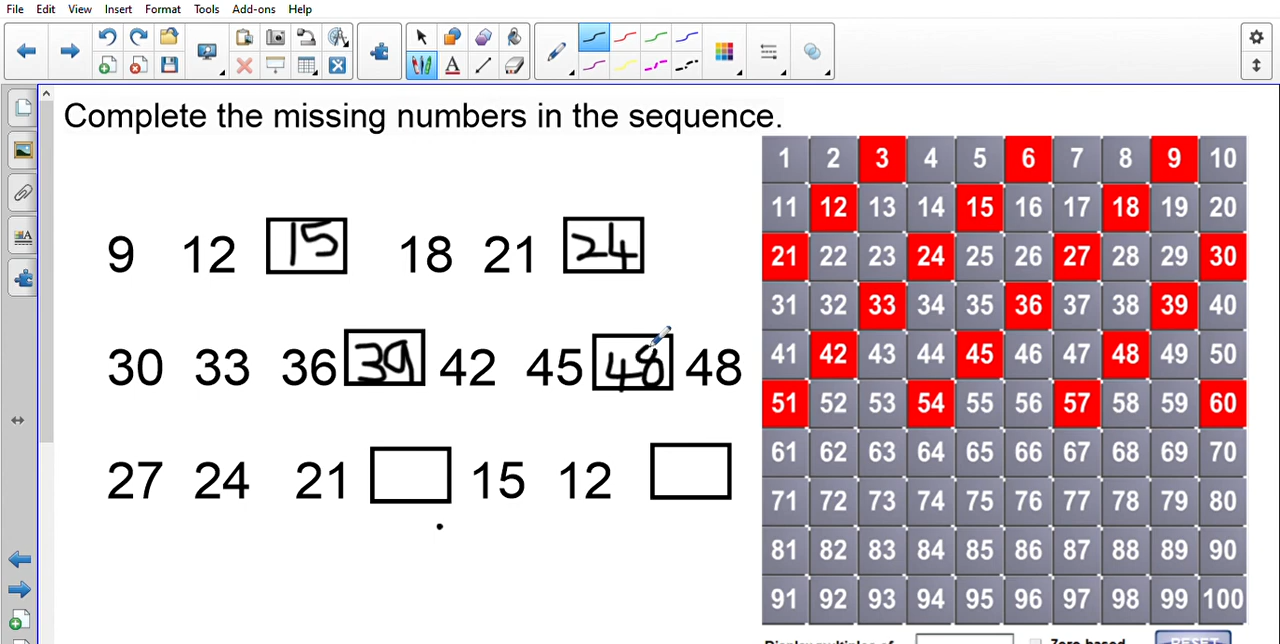 File Edit View Insert Format Tools Add-ons Help
Complete the missing numbers in the sequence.
9 12 15 18 21 24
30 33 36 39 42 45 48 48
27 24 21 15 12
1 2 3 4 5 6 7 8 9 10
11 12 13 14 15 16 17 18 19 20
21 22 23 24 25 26 27 28 29 30
31 32 33 34 35 36 37 38 39 40
41 42 43 44 45 46 47 48 49 50
51 52 53 54 55 56 57 58 59 60
61 62 63 64 65 66 67 68 69 70
71 72 73 74 75 76 77 78 79 80
81 82 83 84 85 86 87 88 89 90
91 92 93 94 95 96 97 98 99 100
Display multiples of Zero-based RESET